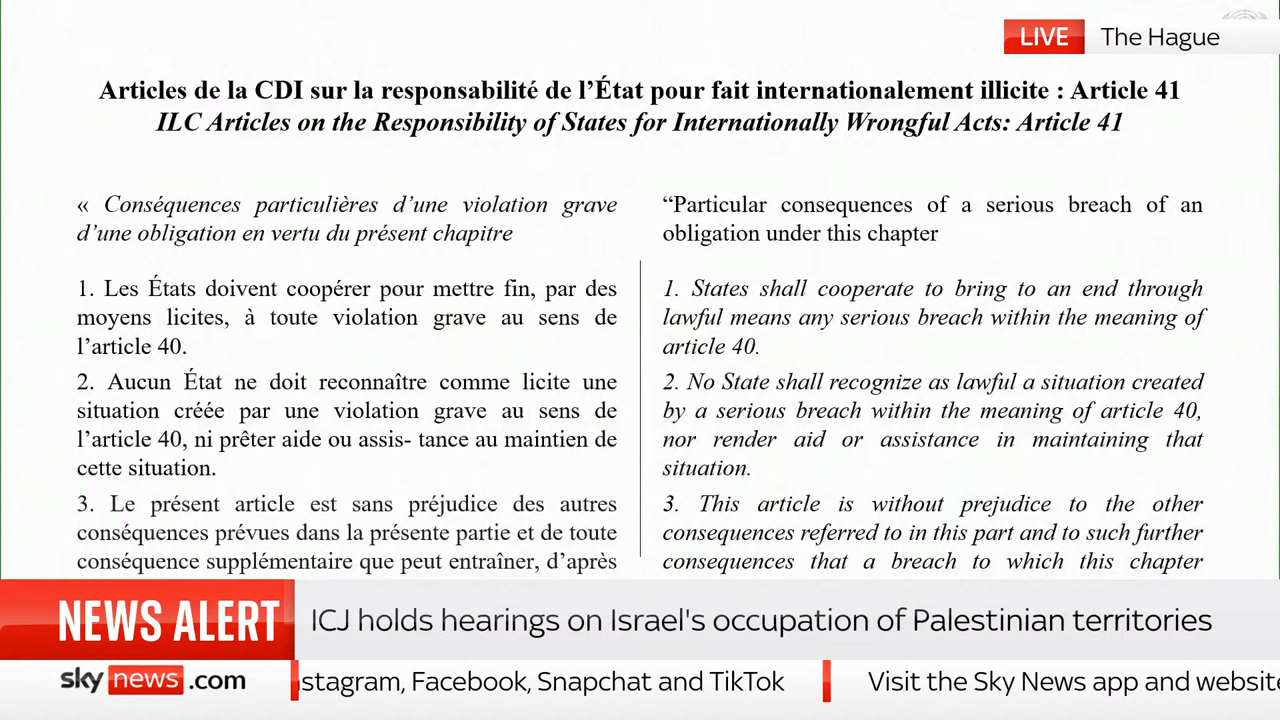 LIVE The Hague
Articles de la CDI sur la responsabilité de l'État pour fait internationalement illicite : Article 41
ILC Articles on the Responsibility of States for Internationally Wrongful Acts: Article 41
« Conséquences particulières d'une violation grave
d'une obligation en vertu du présent chapitre
1. Les États doivent coopérer pour mettre fin, par des
moyens licites, à toute violation grave au sens de
l'article 40.
2. Aucun État ne doit reconnaître comme licite une
situation créée par une violation grave au sens de
l'article 40, ni prêter aide ou assis- tance au maintien de
cette situation.
3. Le présent article est sans préjudice des autres
conséquences prévues dans la présente partie et de toute
conséquence supplémentaire que peut entraîner, d'après
“Particular consequences of a serious breach of an
obligation under this chapter
1. States shall cooperate to bring to an end through
lawful means any serious breach within the meaning of
article 40.
2. No State shall recognize as lawful a situation created
by a serious breach within the meaning of article 40,
nor render aid or assistance in maintaining that
situation.
3. This article is without prejudice to the other
consequences referred to in this part and to such further
consequences that a breach to which this chapter
NEWS ALERT
ICJ holds hearings on Israel's occupation of Palestinian territories
sky news.com
stagram, Facebook, Snapchat and TikTok
Visit the Sky News app and website